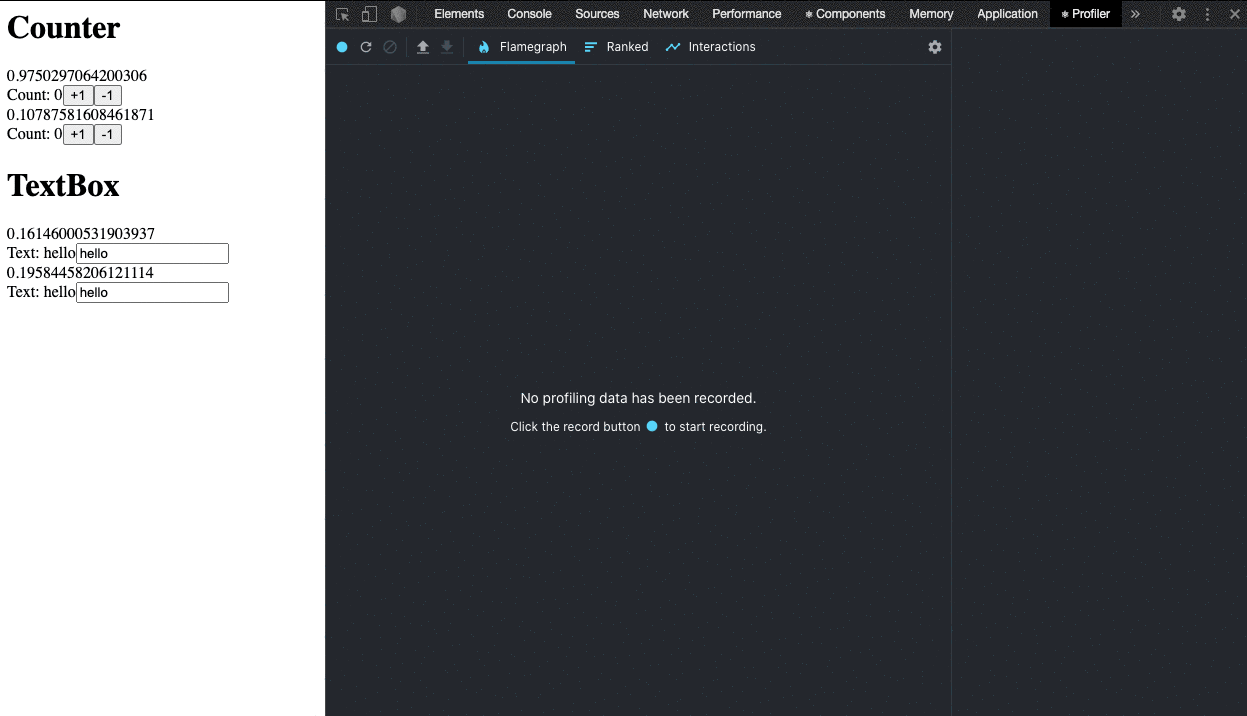 Counter
0.9750297064200306
Count: 0 +1 -1
0.10787581608461871
Count: 0 +1 -1
TextBox
0.16146000531903937
Text: hello hello
0.19584458206121114
Text: hello hello
Elements Console Sources Network Performance Components Memory Application Profiler »
Flamegraph Ranked Interactions
No profiling data has been recorded.
Click the record button to start recording.